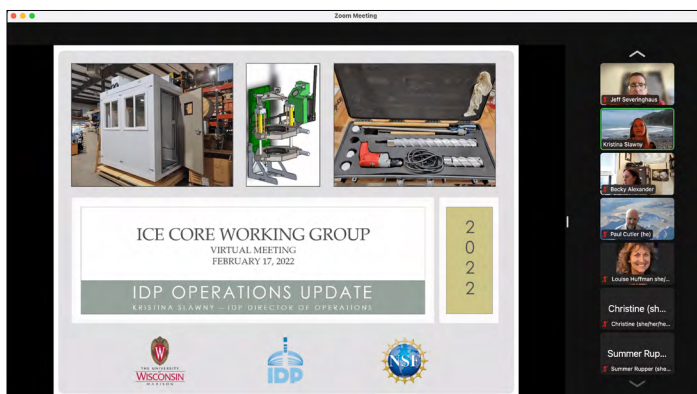 Zoom Meeting
ICE CORE WORKING GROUP
VIRTUAL MEETING
FEBRUARY 17, 2022
IDP OPERATIONS UPDATE
KRISTINA SLAWNY – IDP DIRECTOR OF OPERATIONS
2
0
2
2
THE UNIVERSITY
WISCONSIN
MADISON
IDP
NSF
Jeff Severinghaus
Kristina Slawny
Becky Alexander
Paul Cutler (he)
Louise Huffman she/...
Christine (sh...
Christine (she/her/he...
Summer Rup...
Summer Rupper (she...